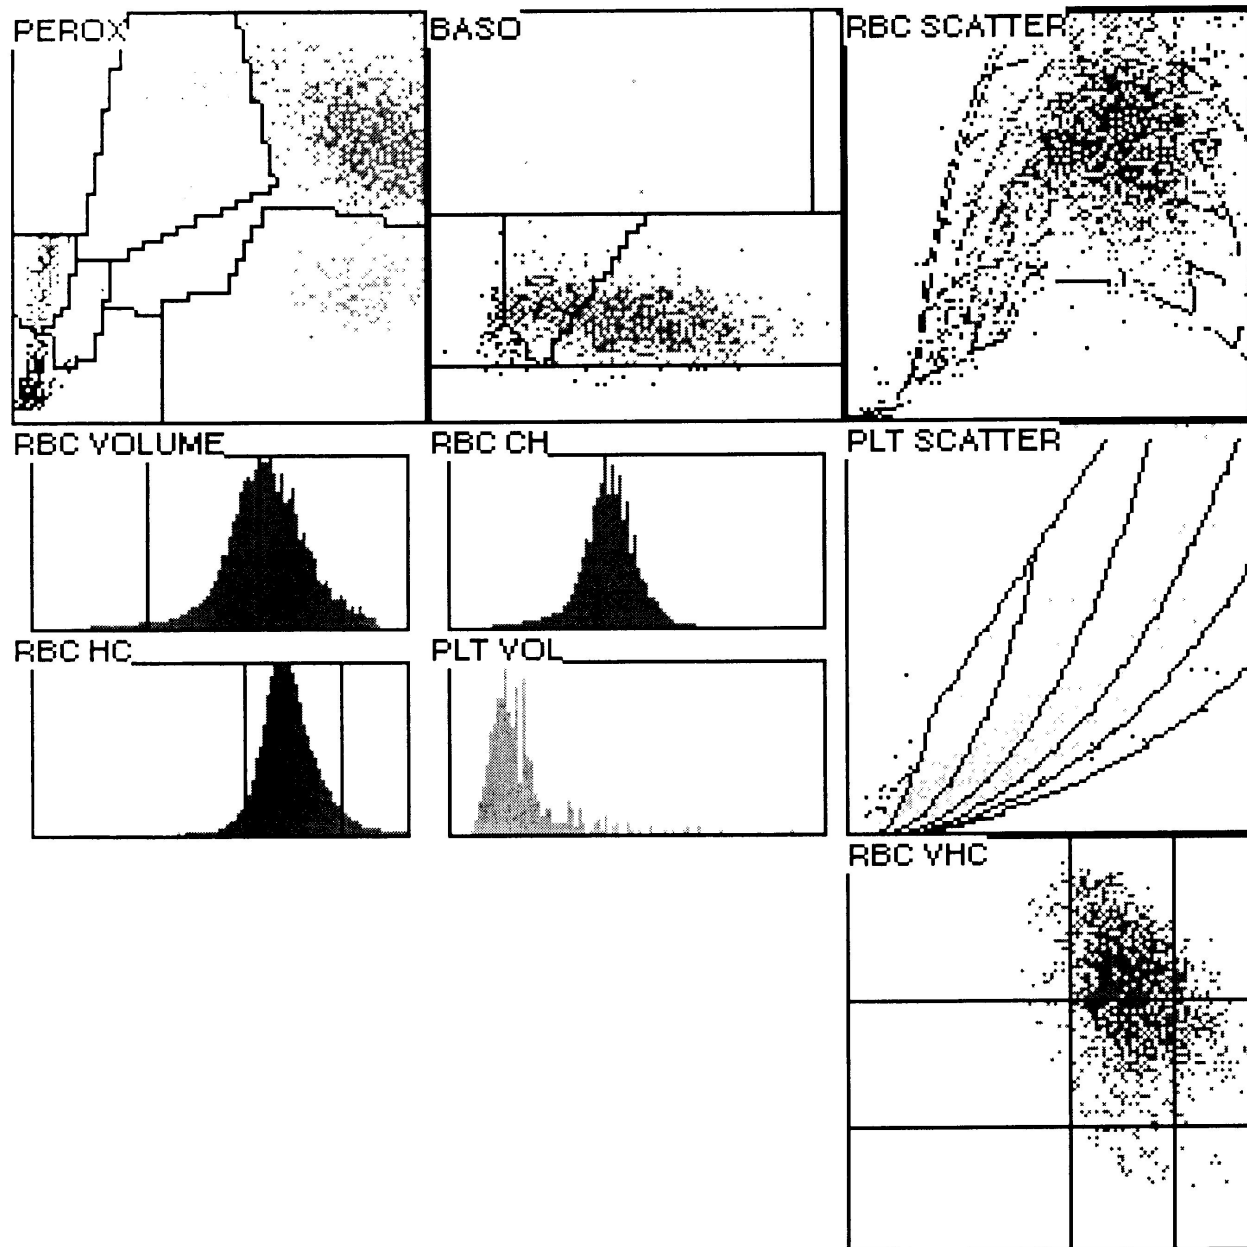 PEROX
BASO
RBC SCATTER
RBC VOLUME
RBC CH
PLT SCATTER
RBC HC
PLT VOL
RBC VHC